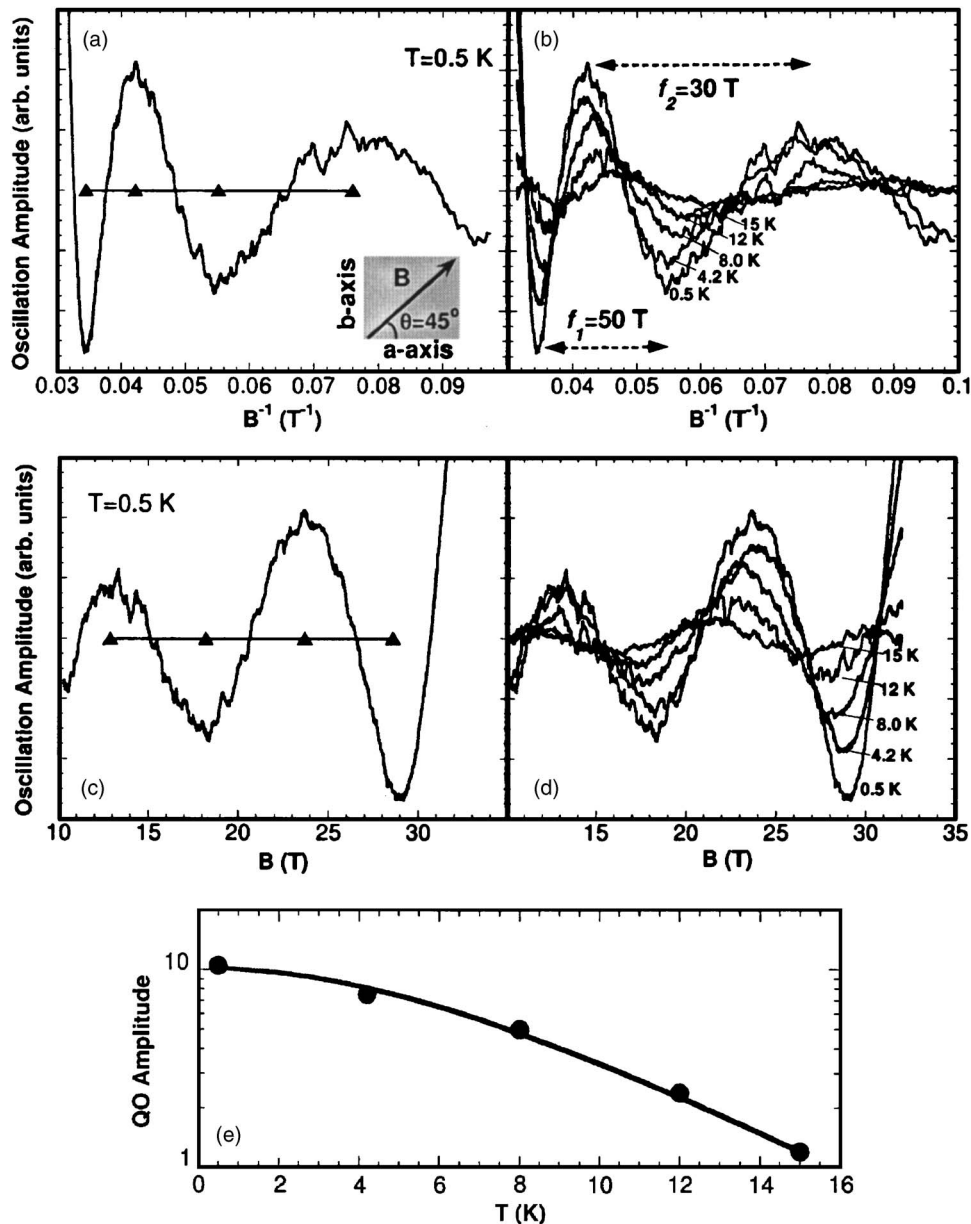 (a)
T=0.5 K
Oscillation Amplitude (arb. units)
b-axis
B
θ=45°
a-axis
0.03 0.04 0.05 0.06 0.07 0.08 0.09
B⁻¹ (T⁻¹)
(b)
f₂=30 T
15 K
12 K
8.0 K
4.2 K
0.5 K
f₁=50 T
0.04 0.05 0.06 0.07 0.08 0.09 0.1
B⁻¹ (T⁻¹)
T=0.5 K
Oscillation Amplitude (arb. units)
(c)
10 15 20 25 30
B (T)
15 K
12 K
8.0 K
4.2 K
0.5 K
(d)
15 20 25 30 35
B (T)
10
QO Amplitude
(e)
1
0 2 4 6 8 10 12 14 16
T (K)